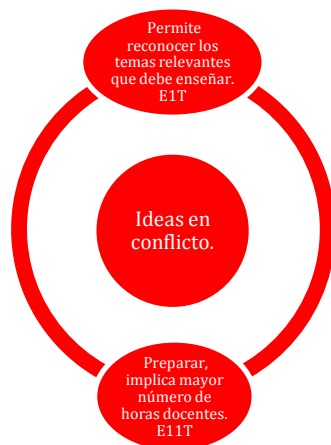 Permite
reconocer los
temas relevantes
que debe enseñar.
E1T
Ideas en
conflicto.
Preparar,
implica mayor
número de
horas docentes.
E11T